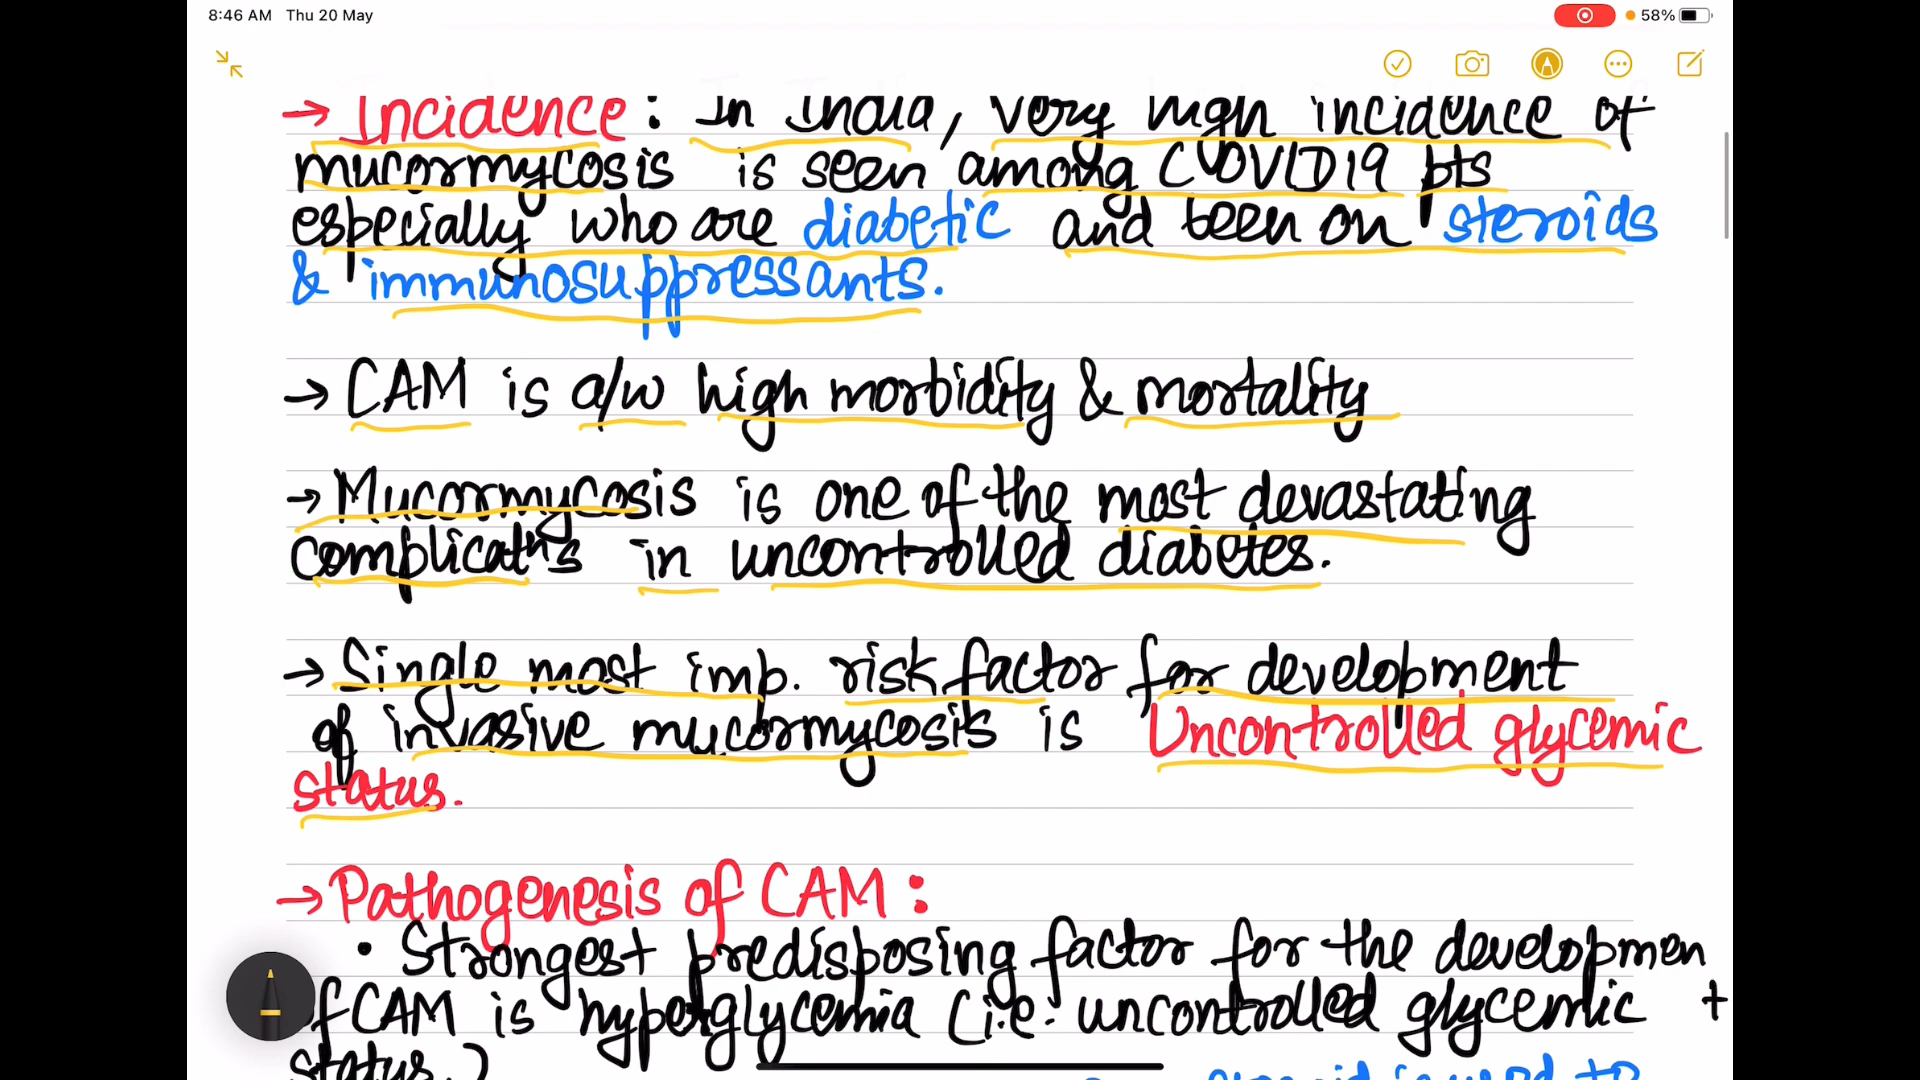 8:46 AM Thu 20 May 58%
→ Incidence : In India, very high incidence of
mucormycosis is seen among COVID19 pts
especially who are diabetic and been on steroids
& immunosuppressants.
→ CAM is a/w high morbidity & mortality
→ Mucormycosis is one of the most devastating
complicatns in uncontrolled diabetes.
→ Single most imp. risk factor for development
of invasive mucormycosis is Uncontrolled glycemic
status.
→ Pathogenesis of CAM :
• Strongest predisposing factor for the developmen
of CAM is hyperglycemia (i.e. uncontrolled glycemic t
status.)
used to